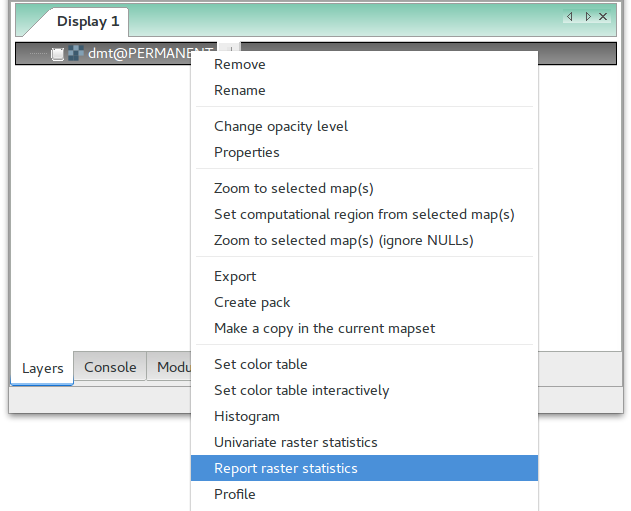 Display 1
dmt@PERMANENT
Remove
Rename
Change opacity level
Properties
Zoom to selected map(s)
Set computational region from selected map(s)
Zoom to selected map(s) (ignore NULLs)
Export
Create pack
Make a copy in the current mapset
Layers Console Modu
Set color table
Set color table interactively
Histogram
Univariate raster statistics
Report raster statistics
Profile